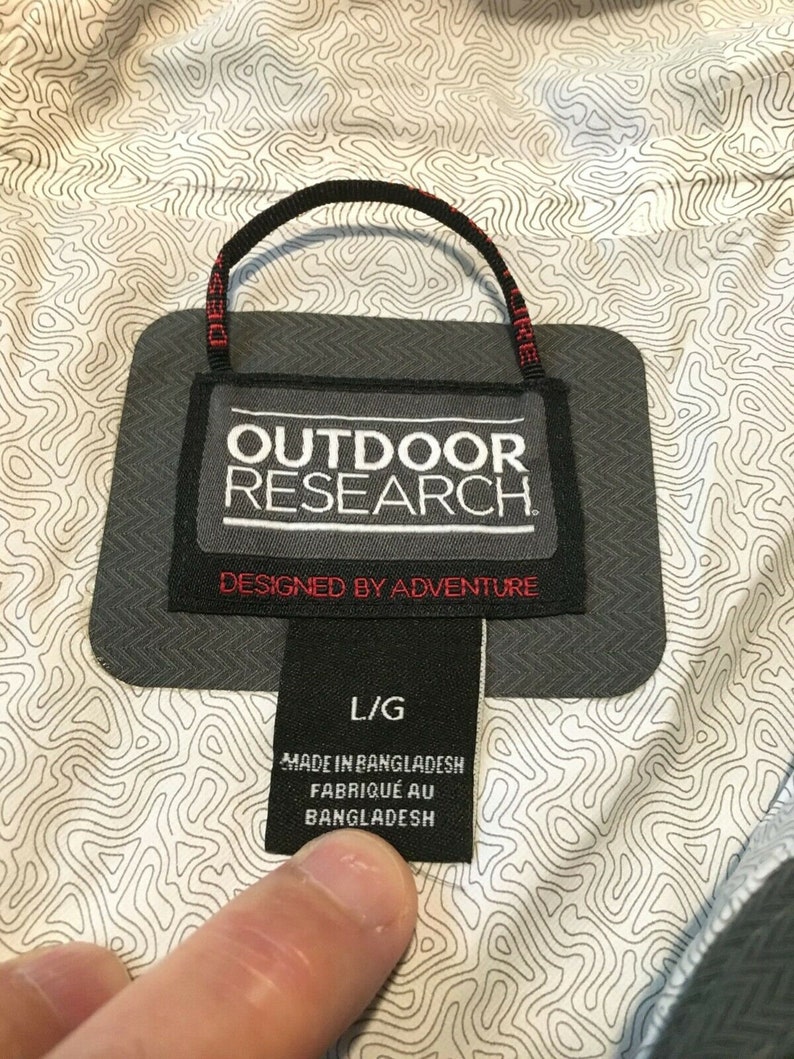 OUTDOOR
RESEARCH
DESIGNED BY ADVENTURE
L/G
MADE IN BANGLADESH
FABRIQUÉ AU
BANGLADESH